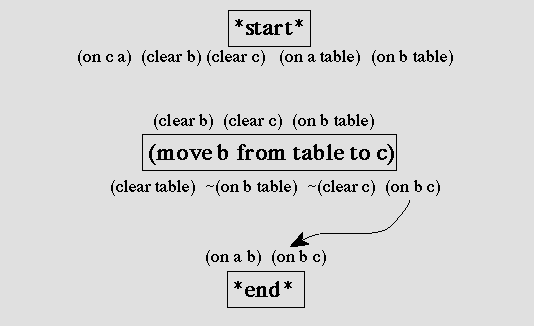 *start*
(on c a) (clear b) (clear c) (on a table) (on b table)
(clear b) (clear c) (on b table)
(move b from table to c)
(clear table) ~(on b table) ~(clear c) (on b c)
(on a b) (on b c)
*end*